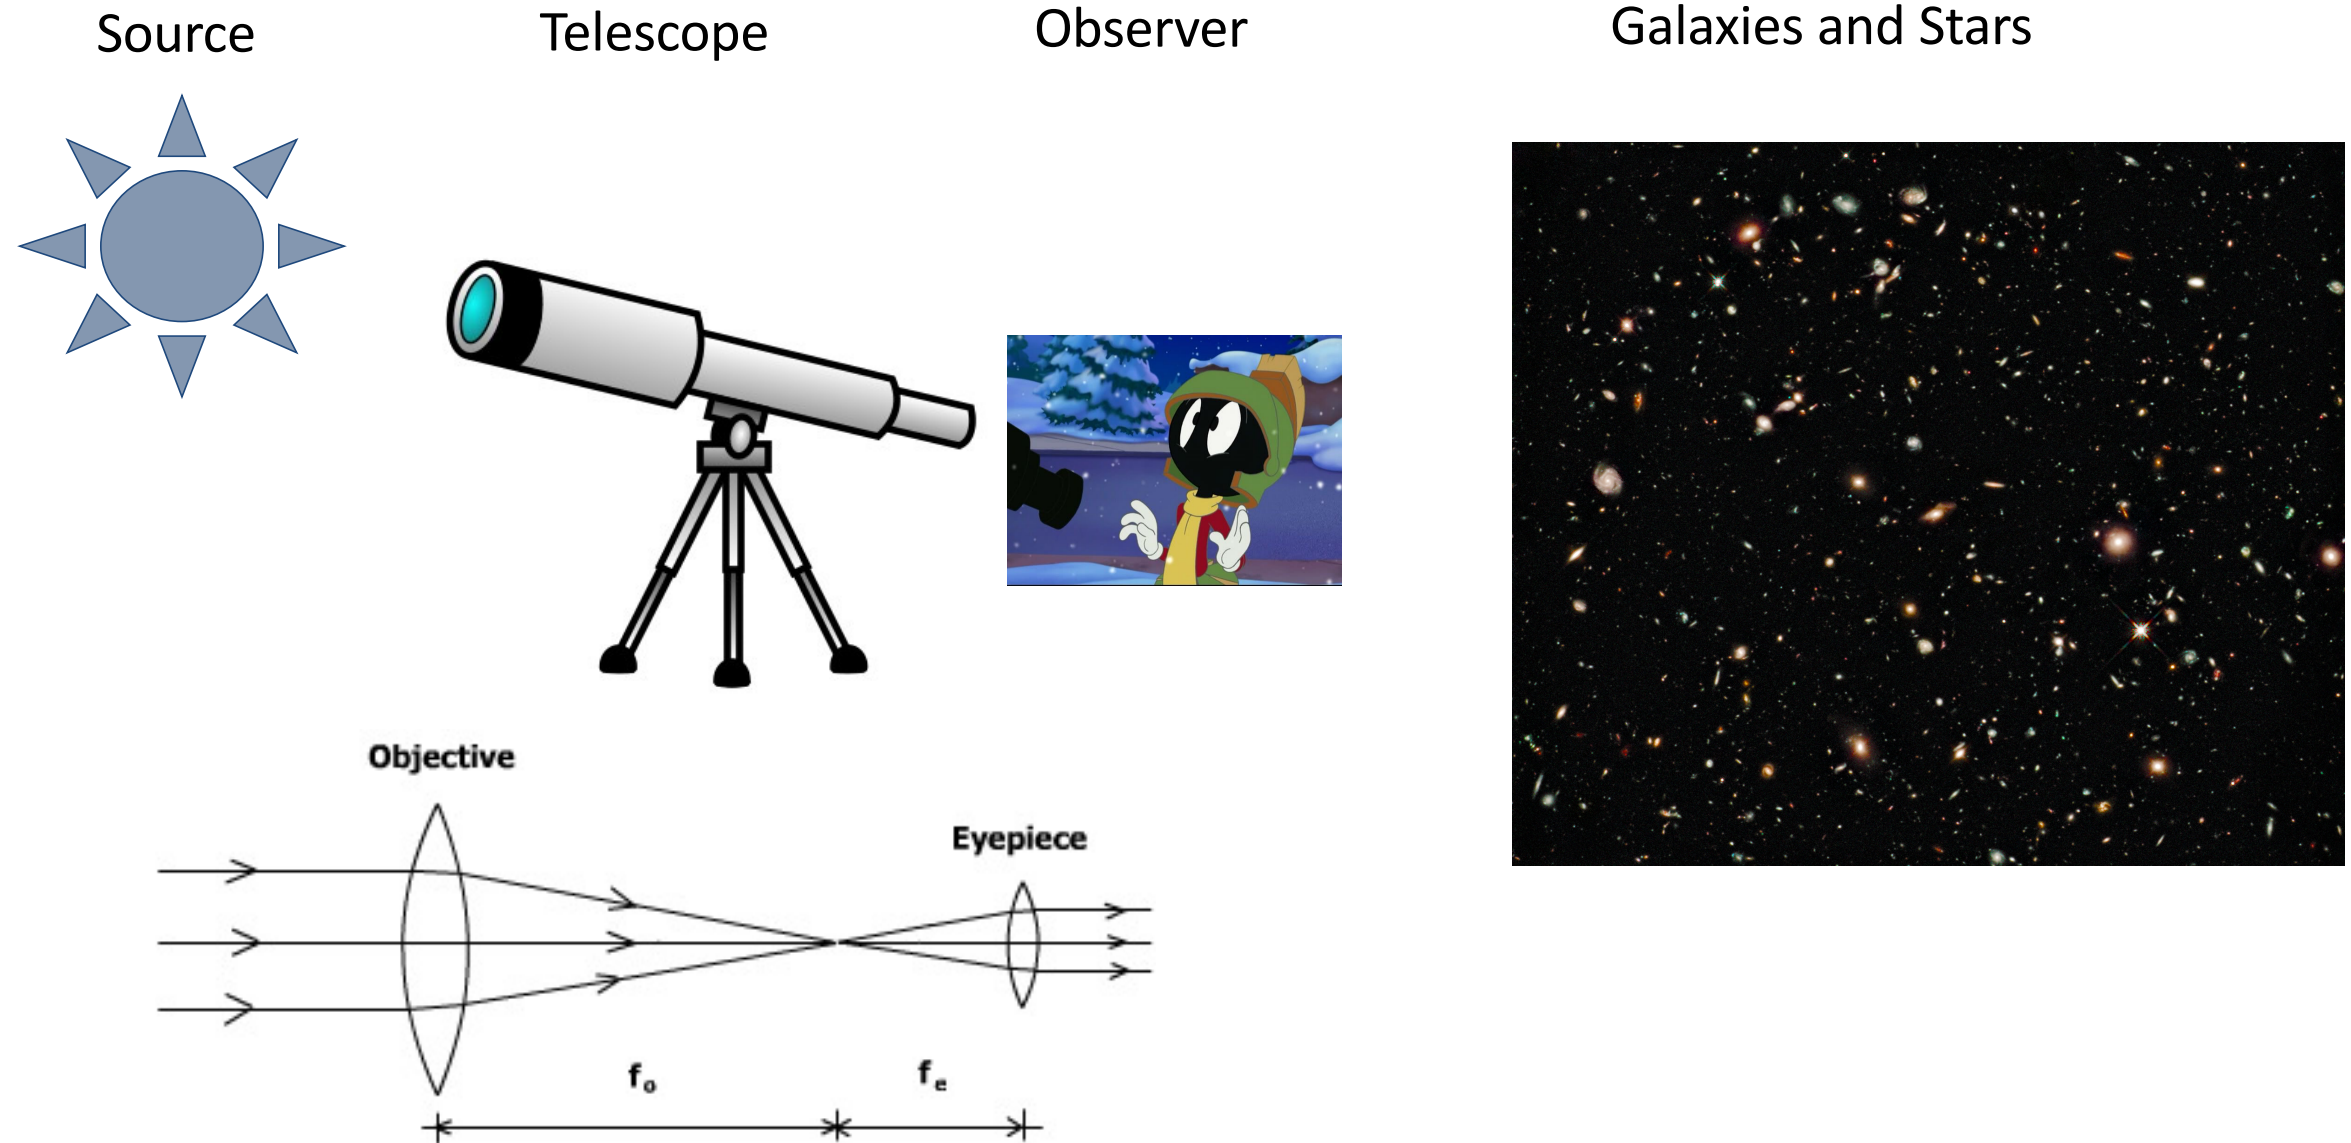 Source
Telescope
Observer
Galaxies and Stars
Objective
Eyepiece
fo
fe